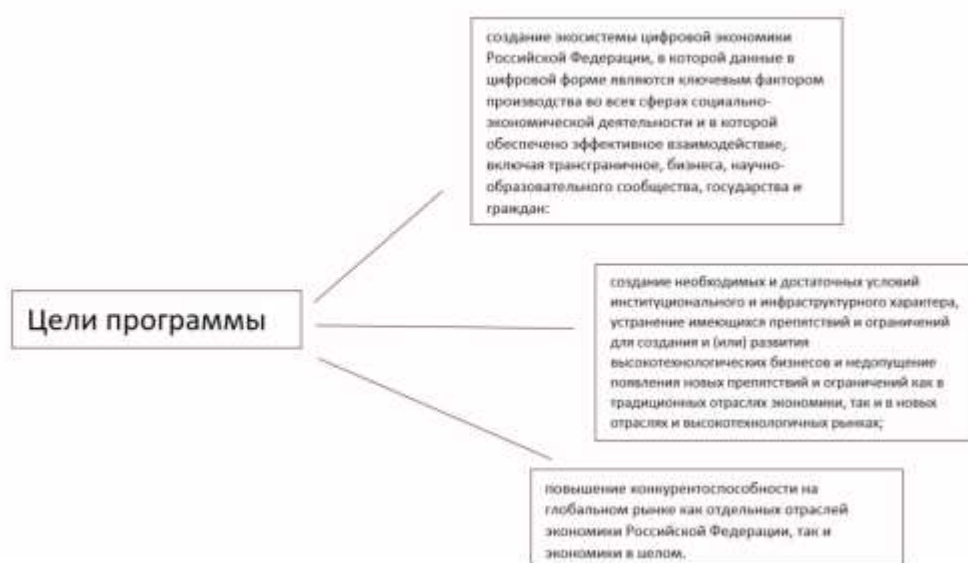 создание экосистемы цифровой экономики
Российской Федерации, в которой данные в
цифровой форме являются ключевым фактором
производства во всех сферах социально-
экономической деятельности и в которой
обеспечено эффективное взаимодействие,
включая трансграничное, бизнеса, научно-
образовательного сообщества, государства и
граждан:
Цели программы
создание необходимых и достаточных условий
институционального и инфраструктурного характера,
устранение имеющихся препятствий и ограничений
для создания и (или) развития
высокотехнологических бизнесов и недопущение
появления новых препятствий и ограничений как в
традиционных отраслях экономики, так и в новых
отраслях и высокотехнологичных рынках;
повышение конкурентоспособности на
глобальном рынке как отдельных отраслей
экономики Российской Федерации, так и
экономики в целом.